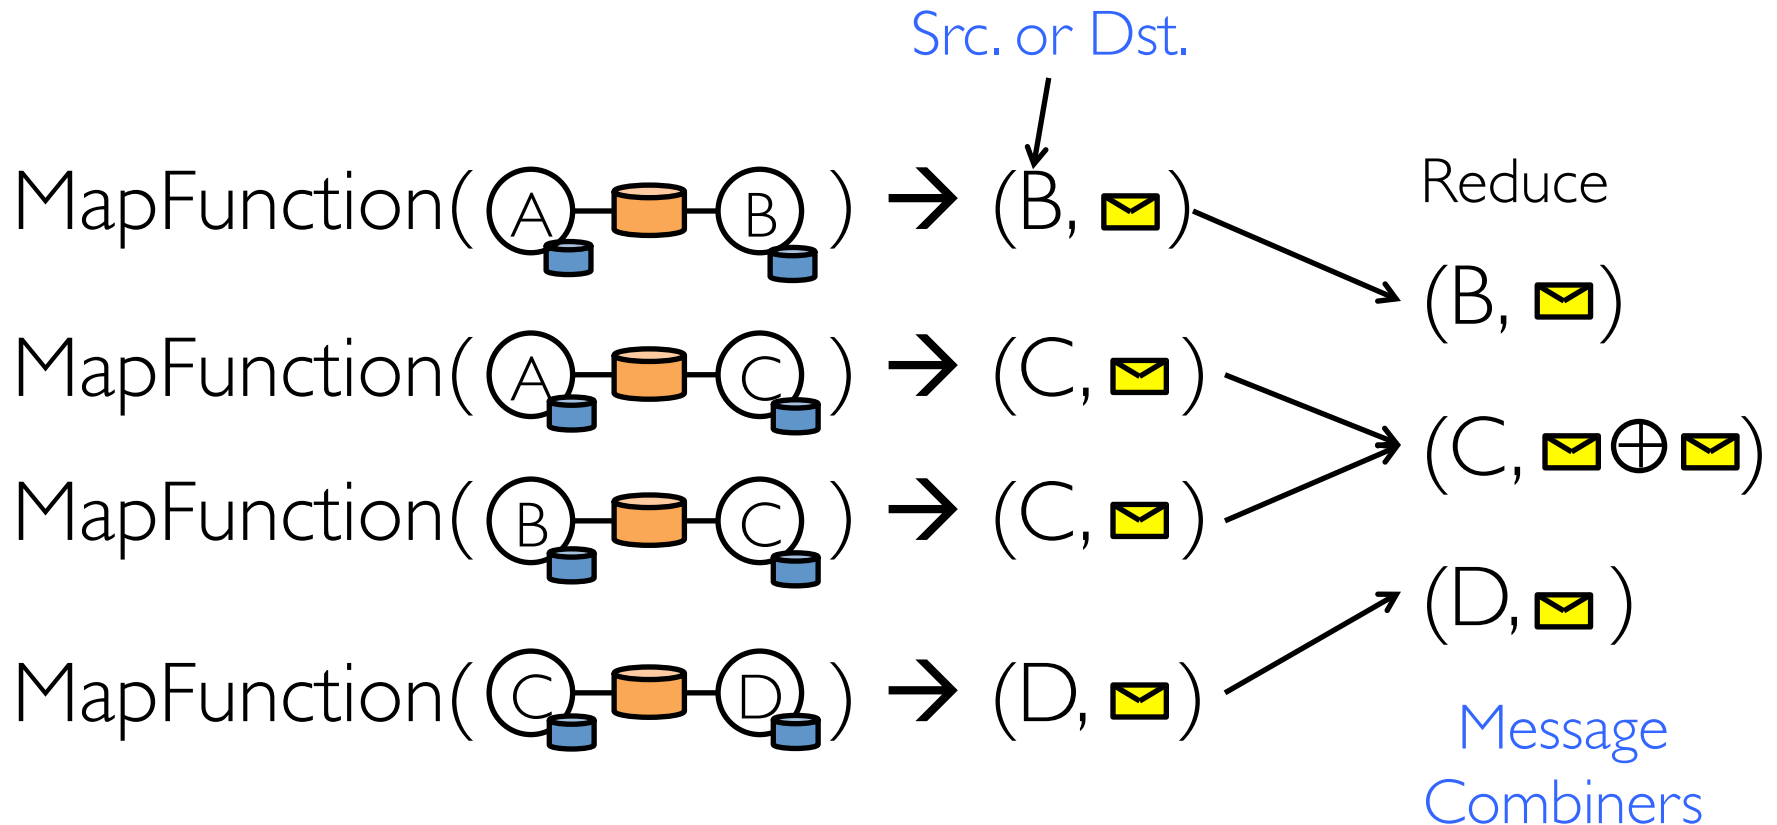 Src. or Dst.
MapFunction( A B ) → (B, )
Reduce
(B, )
MapFunction( A C ) → (C, )
(C, ⊕ )
MapFunction( B C ) → (C, )
(D, )
MapFunction( C D ) → (D, )
Message
Combiners